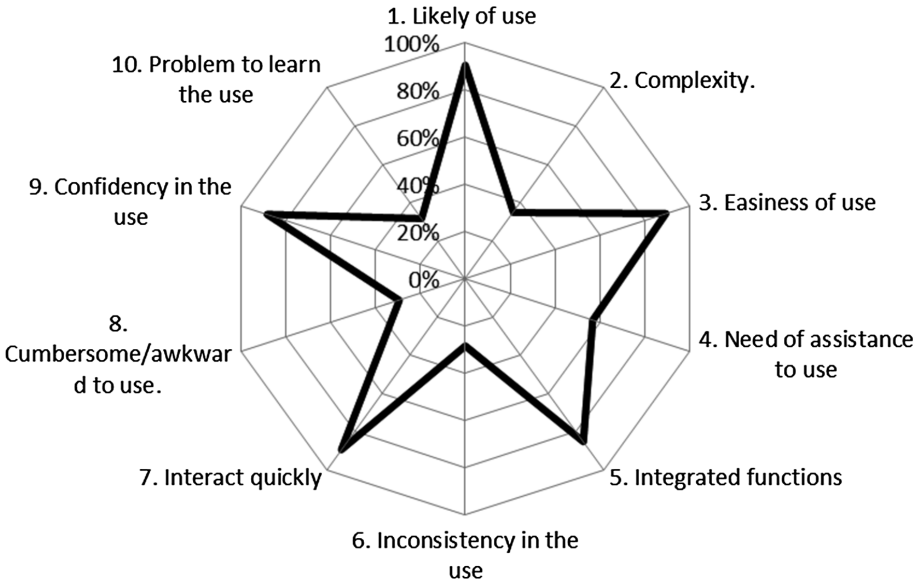 1. Likely of use
100%
80%
60%
40%
20%
0%
2. Complexity.
3. Easiness of use
4. Need of assistance
to use
5. Integrated functions
6. Inconsistency in the
use
7. Interact quickly
8.
Cumbersome/awkwar
d to use.
9. Confidency in the
use
10. Problem to learn
the use